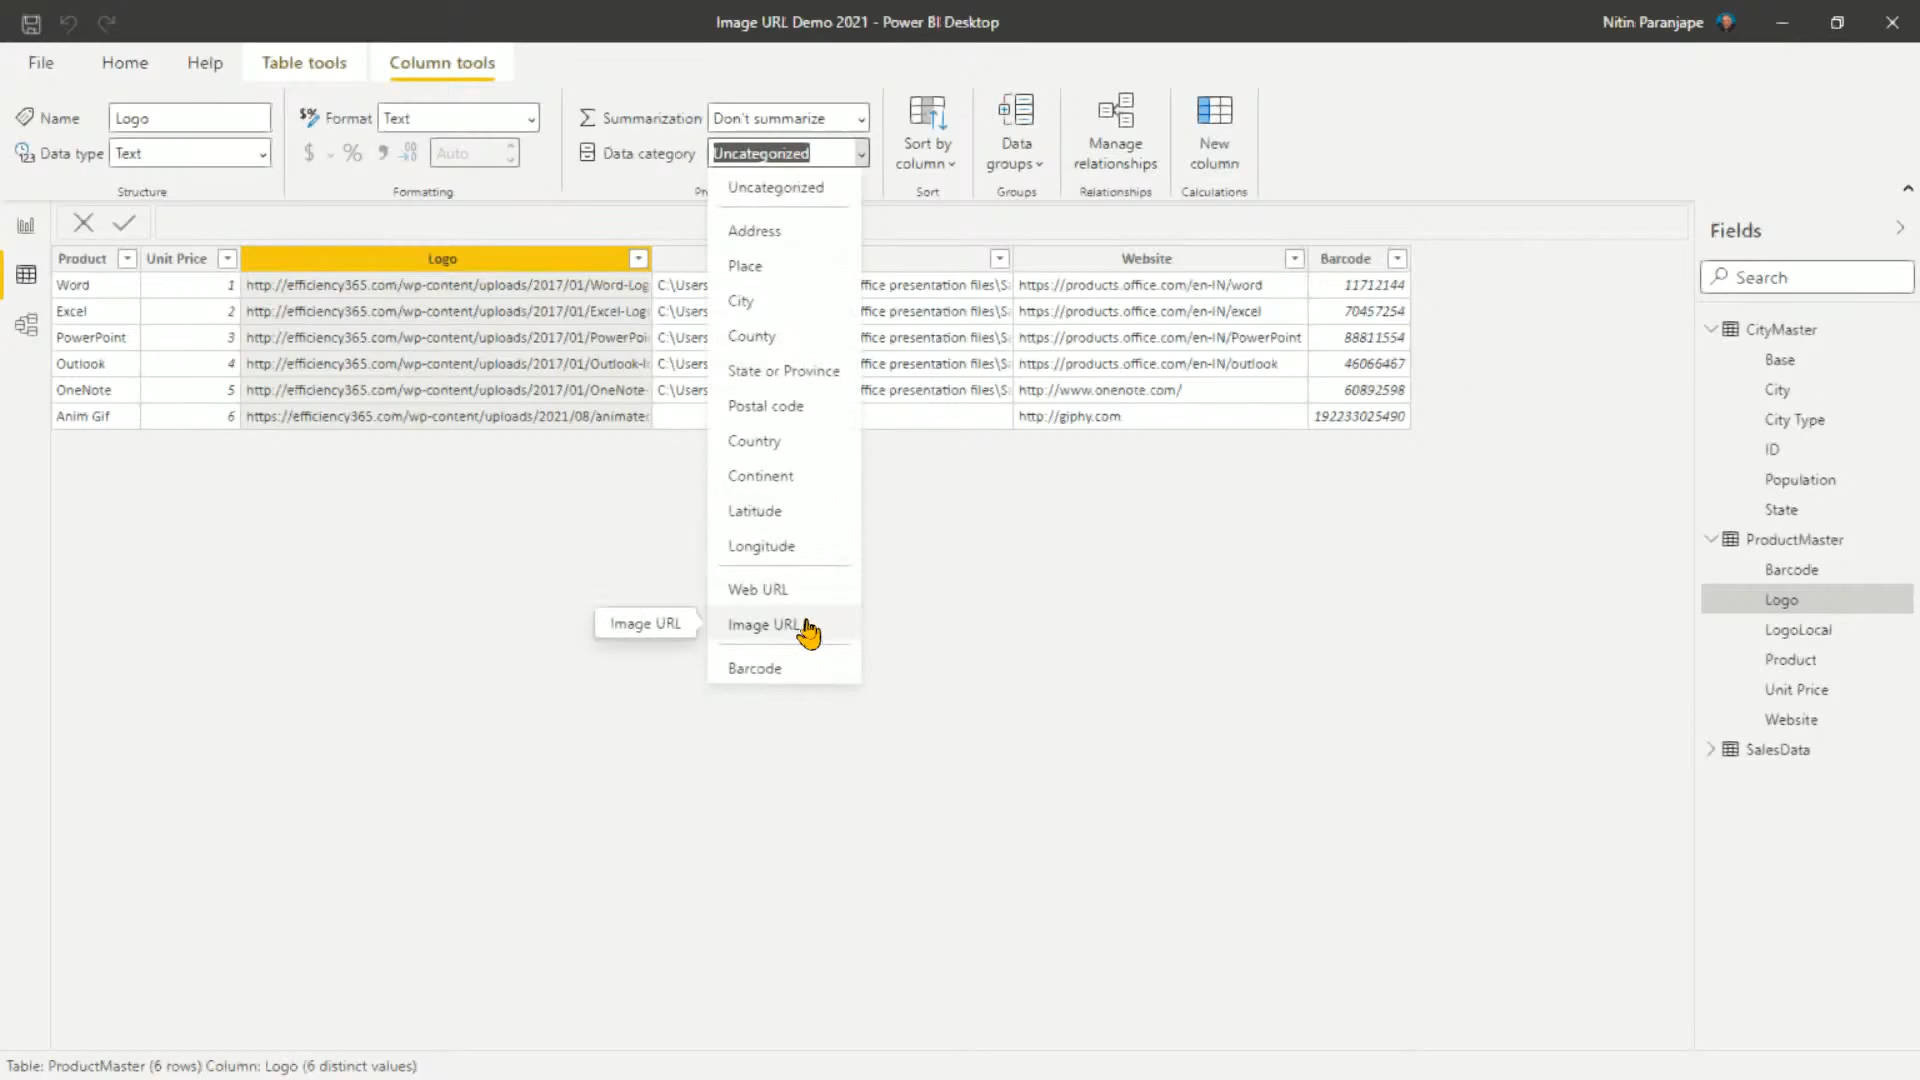 Image URL Demo 2021 - Power BI Desktop
Nitin Paranjape
File Home Help Table tools Column tools
Name Logo
Data type Text
Structure
Format Text
$ % Auto
Formatting
Summarization Don't summarize
Data category Uncategorized
Sort by column
Sort
Data groups
Groups
Manage relationships
Relationships
New column
Calculations
Uncategorized
Address
Place
City
County
State or Province
Postal code
Country
Continent
Latitude
Longitude
Web URL
Image URL
Image URL
Barcode
Product Unit Price Logo Website Barcode
Word 1 http://efficiency365.com/wp-content/uploads/2017/01/Word-Log C:\Users ffice presentation files\S https://products.office.com/en-IN/word 11712144
Excel 2 http://efficiency365.com/wp-content/uploads/2017/01/Excel-Log C:\Users ffice presentation files\S https://products.office.com/en-IN/excel 70457254
PowerPoint 3 http://efficiency365.com/wp-content/uploads/2017/01/PowerPoi C:\Users ffice presentation files\S https://products.office.com/en-IN/PowerPoint 88811554
Outlook 4 http://efficiency365.com/wp-content/uploads/2017/01/Outlook-l C:\Users ffice presentation files\S https://products.office.com/en-IN/outlook 46066467
OneNote 5 http://efficiency365.com/wp-content/uploads/2017/01/OneNote- C:\Users ffice presentation files\S http://www.onenote.com/ 60892598
Anim Gif 6 https://efficiency365.com/wp-content/uploads/2021/08/animate http://giphy.com 192233025490
Fields
Search
CityMaster
Base
City
City Type
ID
Population
State
ProductMaster
Barcode
Logo
LogoLocal
Product
Unit Price
Website
SalesData
Table: ProductMaster (6 rows) Column: Logo (6 distinct values)